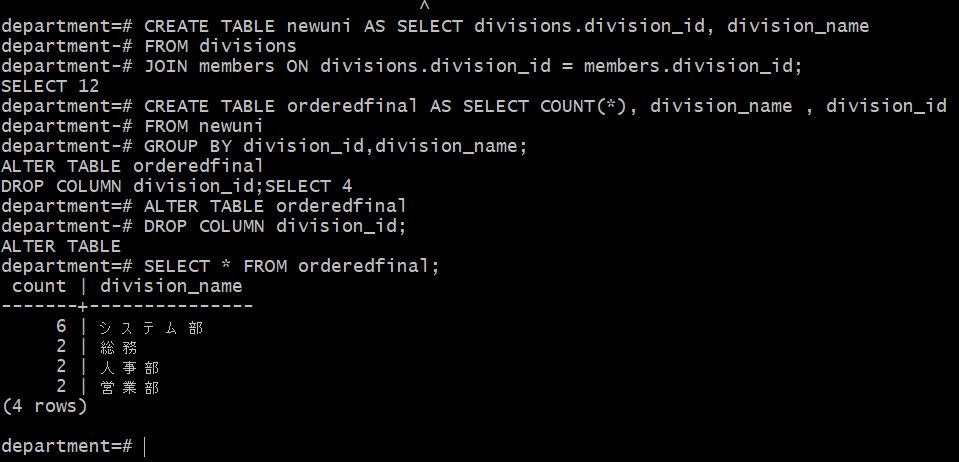 ^
department=# CREATE TABLE newuni AS SELECT divisions.division_id, division_name
department-# FROM divisions
department-# JOIN members ON divisions.division_id = members.division_id;
SELECT 12
department=# CREATE TABLE orderedfinal AS SELECT COUNT(*), division_name , division_id
department-# FROM newuni
department-# GROUP BY division_id,division_name;
ALTER TABLE orderedfinal
DROP COLUMN division_id;SELECT 4
department=# ALTER TABLE orderedfinal
department-# DROP COLUMN division_id;
ALTER TABLE
department=# SELECT * FROM orderedfinal;
 count | division_name
-------+---------------
     6 | システム部
     2 | 総務
     2 | 人事部
     2 | 営業部
(4 rows)
department=#